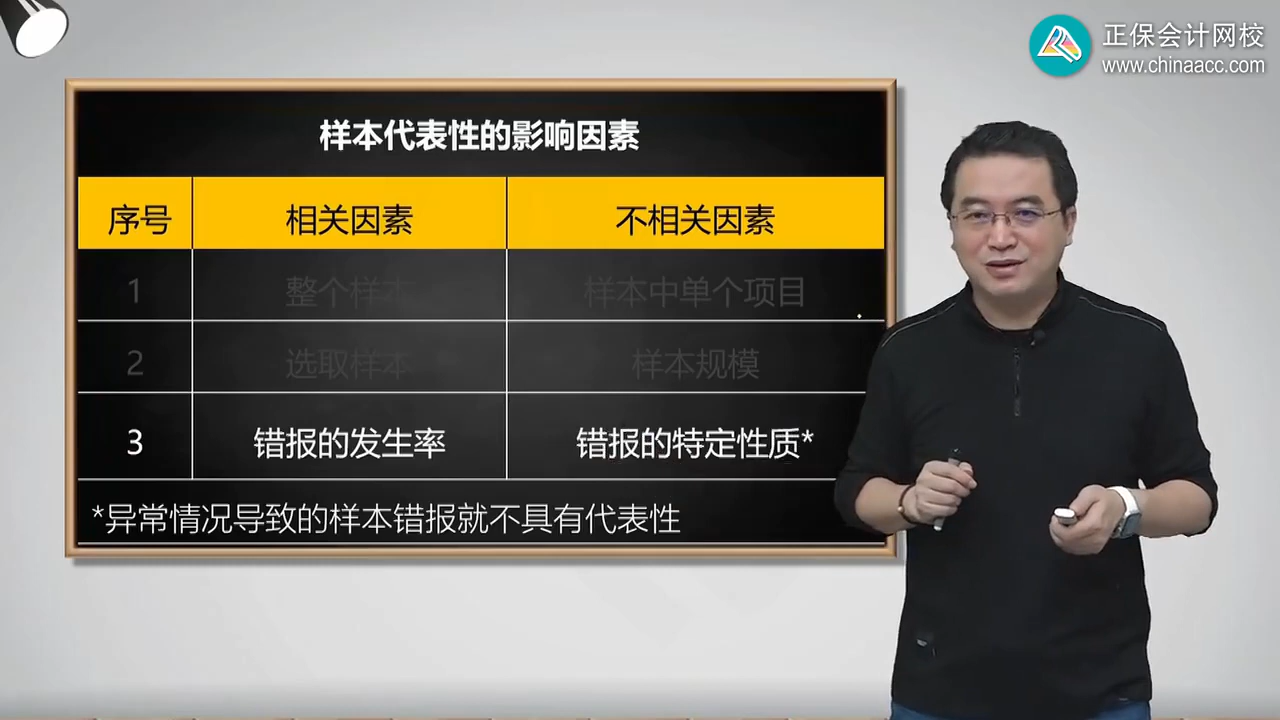 正保会计网校
www.chinaacc.com
样本代表性的影响因素
序号 相关因素 不相关因素
1 整个样本 样本中单个项目
2 选取样本 样本规模
3 错报的发生率 错报的特定性质*
*异常情况导致的样本错报就不具有代表性